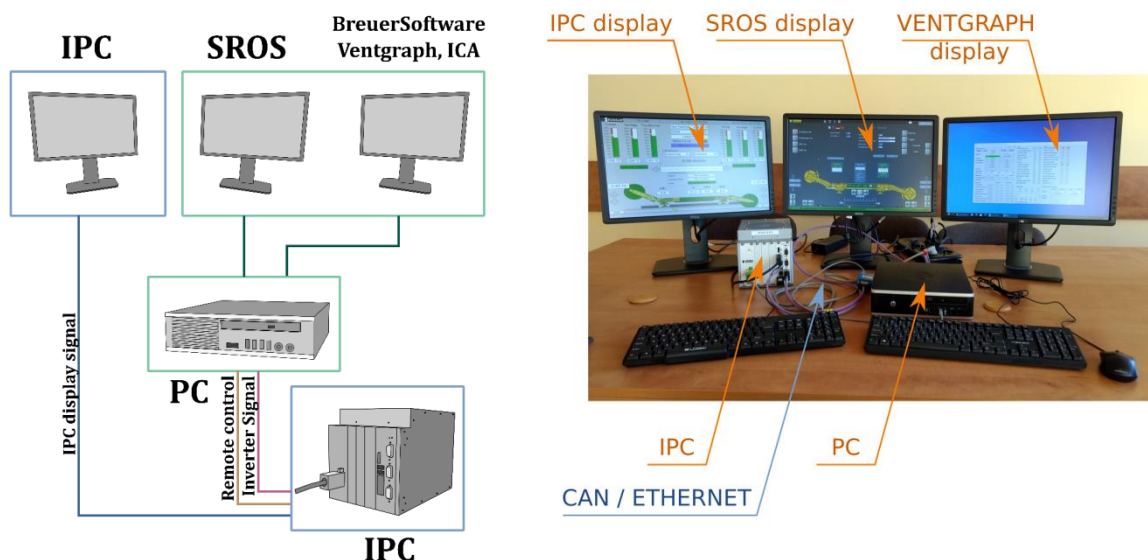 IPC
SROS
BreuerSoftware
Ventgraph, ICA
IPC display signal
PC
Remote control
Inverter Signal
IPC
IPC display
SROS display
VENTGRAPH
display
IPC
PC
CAN / ETHERNET